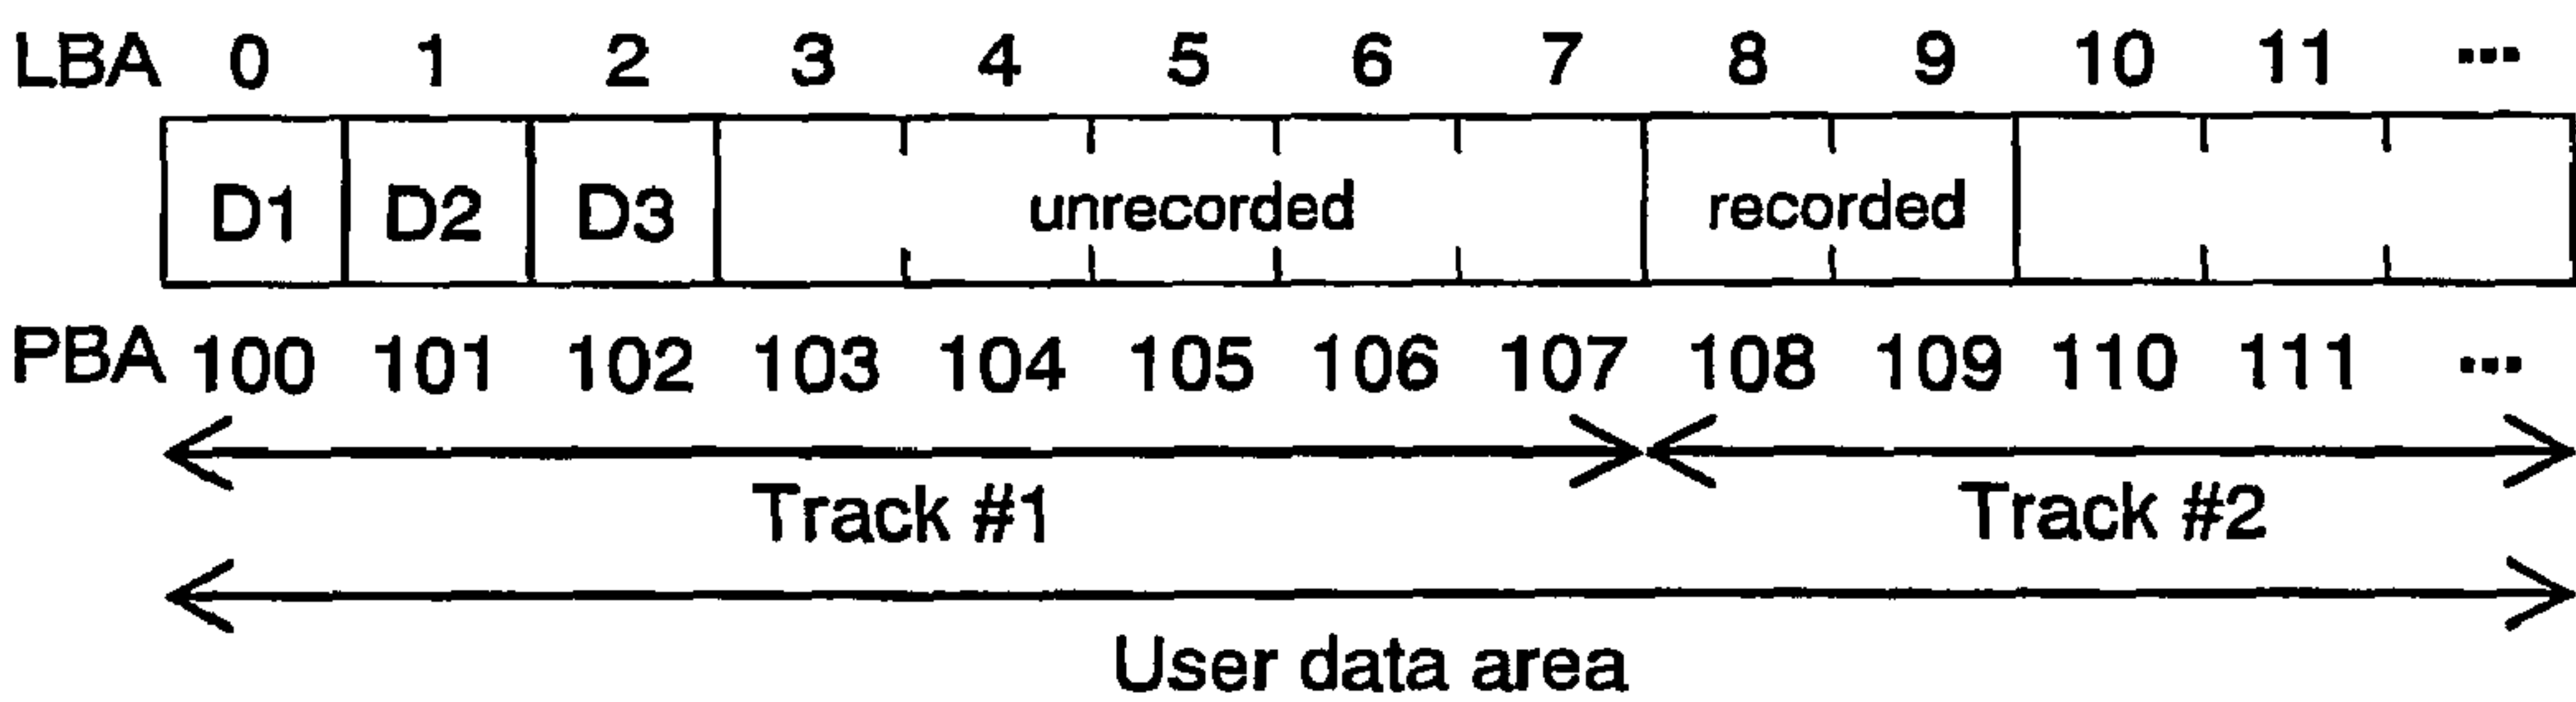 LBA 0 1 2 3 4 5 6 7 8 9 10 11 ...
D1 D2 D3 unrecorded recorded
PBA 100 101 102 103 104 105 106 107 108 109 110 111 ...
Track #1 Track #2
User data area